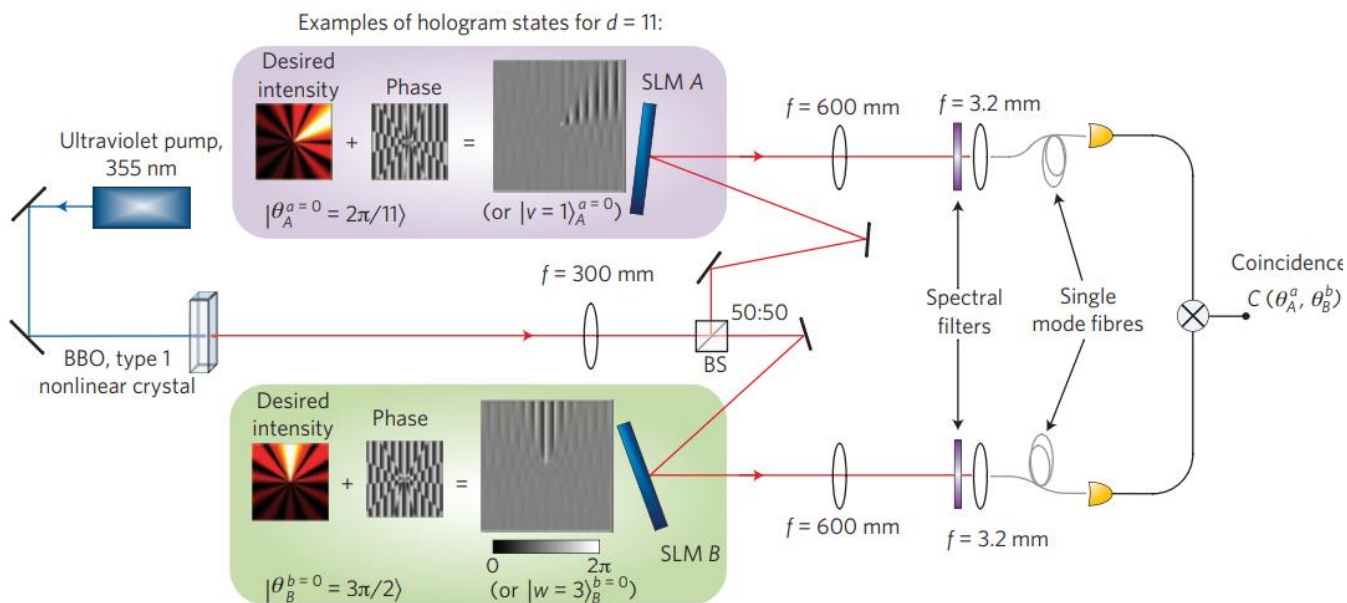 Examples of hologram states for d = 11:
Desired
intensity
Phase
SLM A
+
=
|θ_A^{a = 0} = 2π/11⟩
(or |v = 1⟩_A^{a = 0})
Ultraviolet pump,
355 nm
f = 600 mm
f = 3.2 mm
f = 300 mm
50:50
BS
BBO, type 1
nonlinear crystal
Spectral
filters
Single
mode fibres
Coincidence
C (θ_A^a, θ_B^b)
Desired
intensity
Phase
+
=
0
2π
SLM B
|θ_B^{b = 0} = 3π/2⟩
(or |w = 3⟩_B^{b = 0})
f = 600 mm
f = 3.2 mm